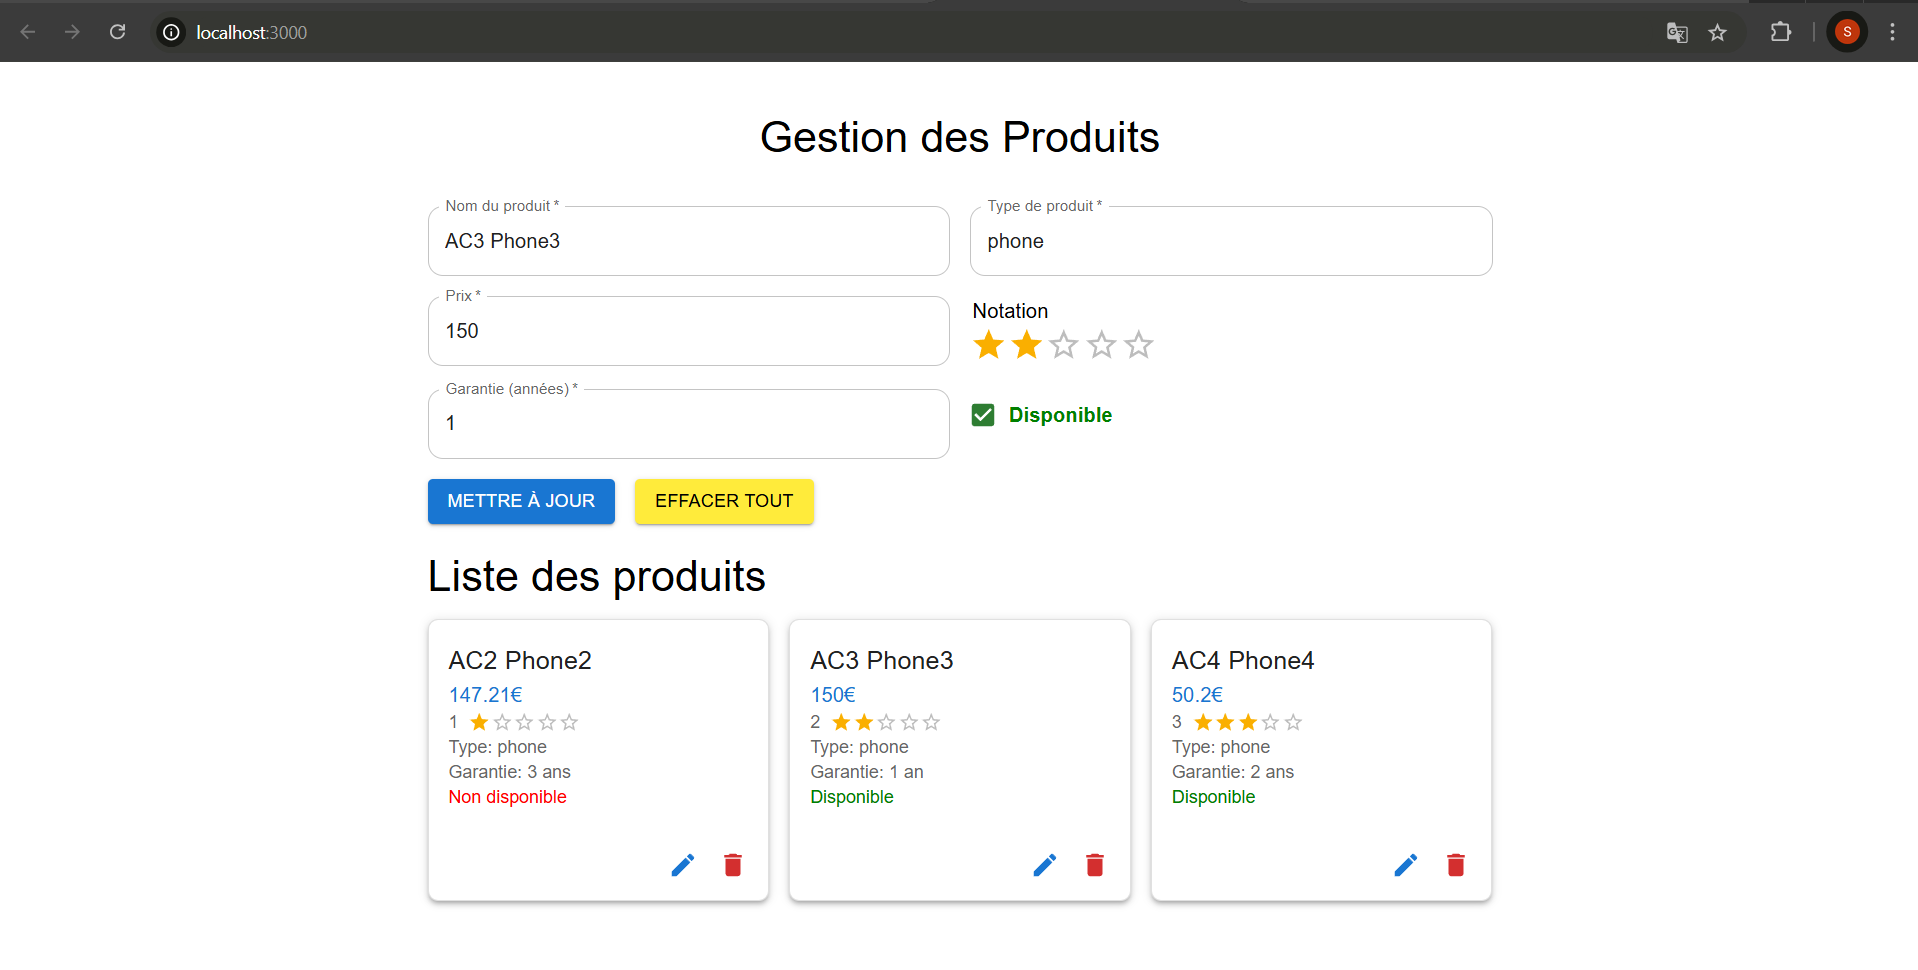 localhost:3000
S
Gestion des Produits
Nom du produit *
AC3 Phone3
Type de produit *
phone
Prix *
150
Notation
Garantie (années) *
1
Disponible
METTRE À JOUR
EFFACER TOUT
Liste des produits
AC2 Phone2
147.21€
1
Type: phone
Garantie: 3 ans
Non disponible
AC3 Phone3
150€
2
Type: phone
Garantie: 1 an
Disponible
AC4 Phone4
50.2€
3
Type: phone
Garantie: 2 ans
Disponible